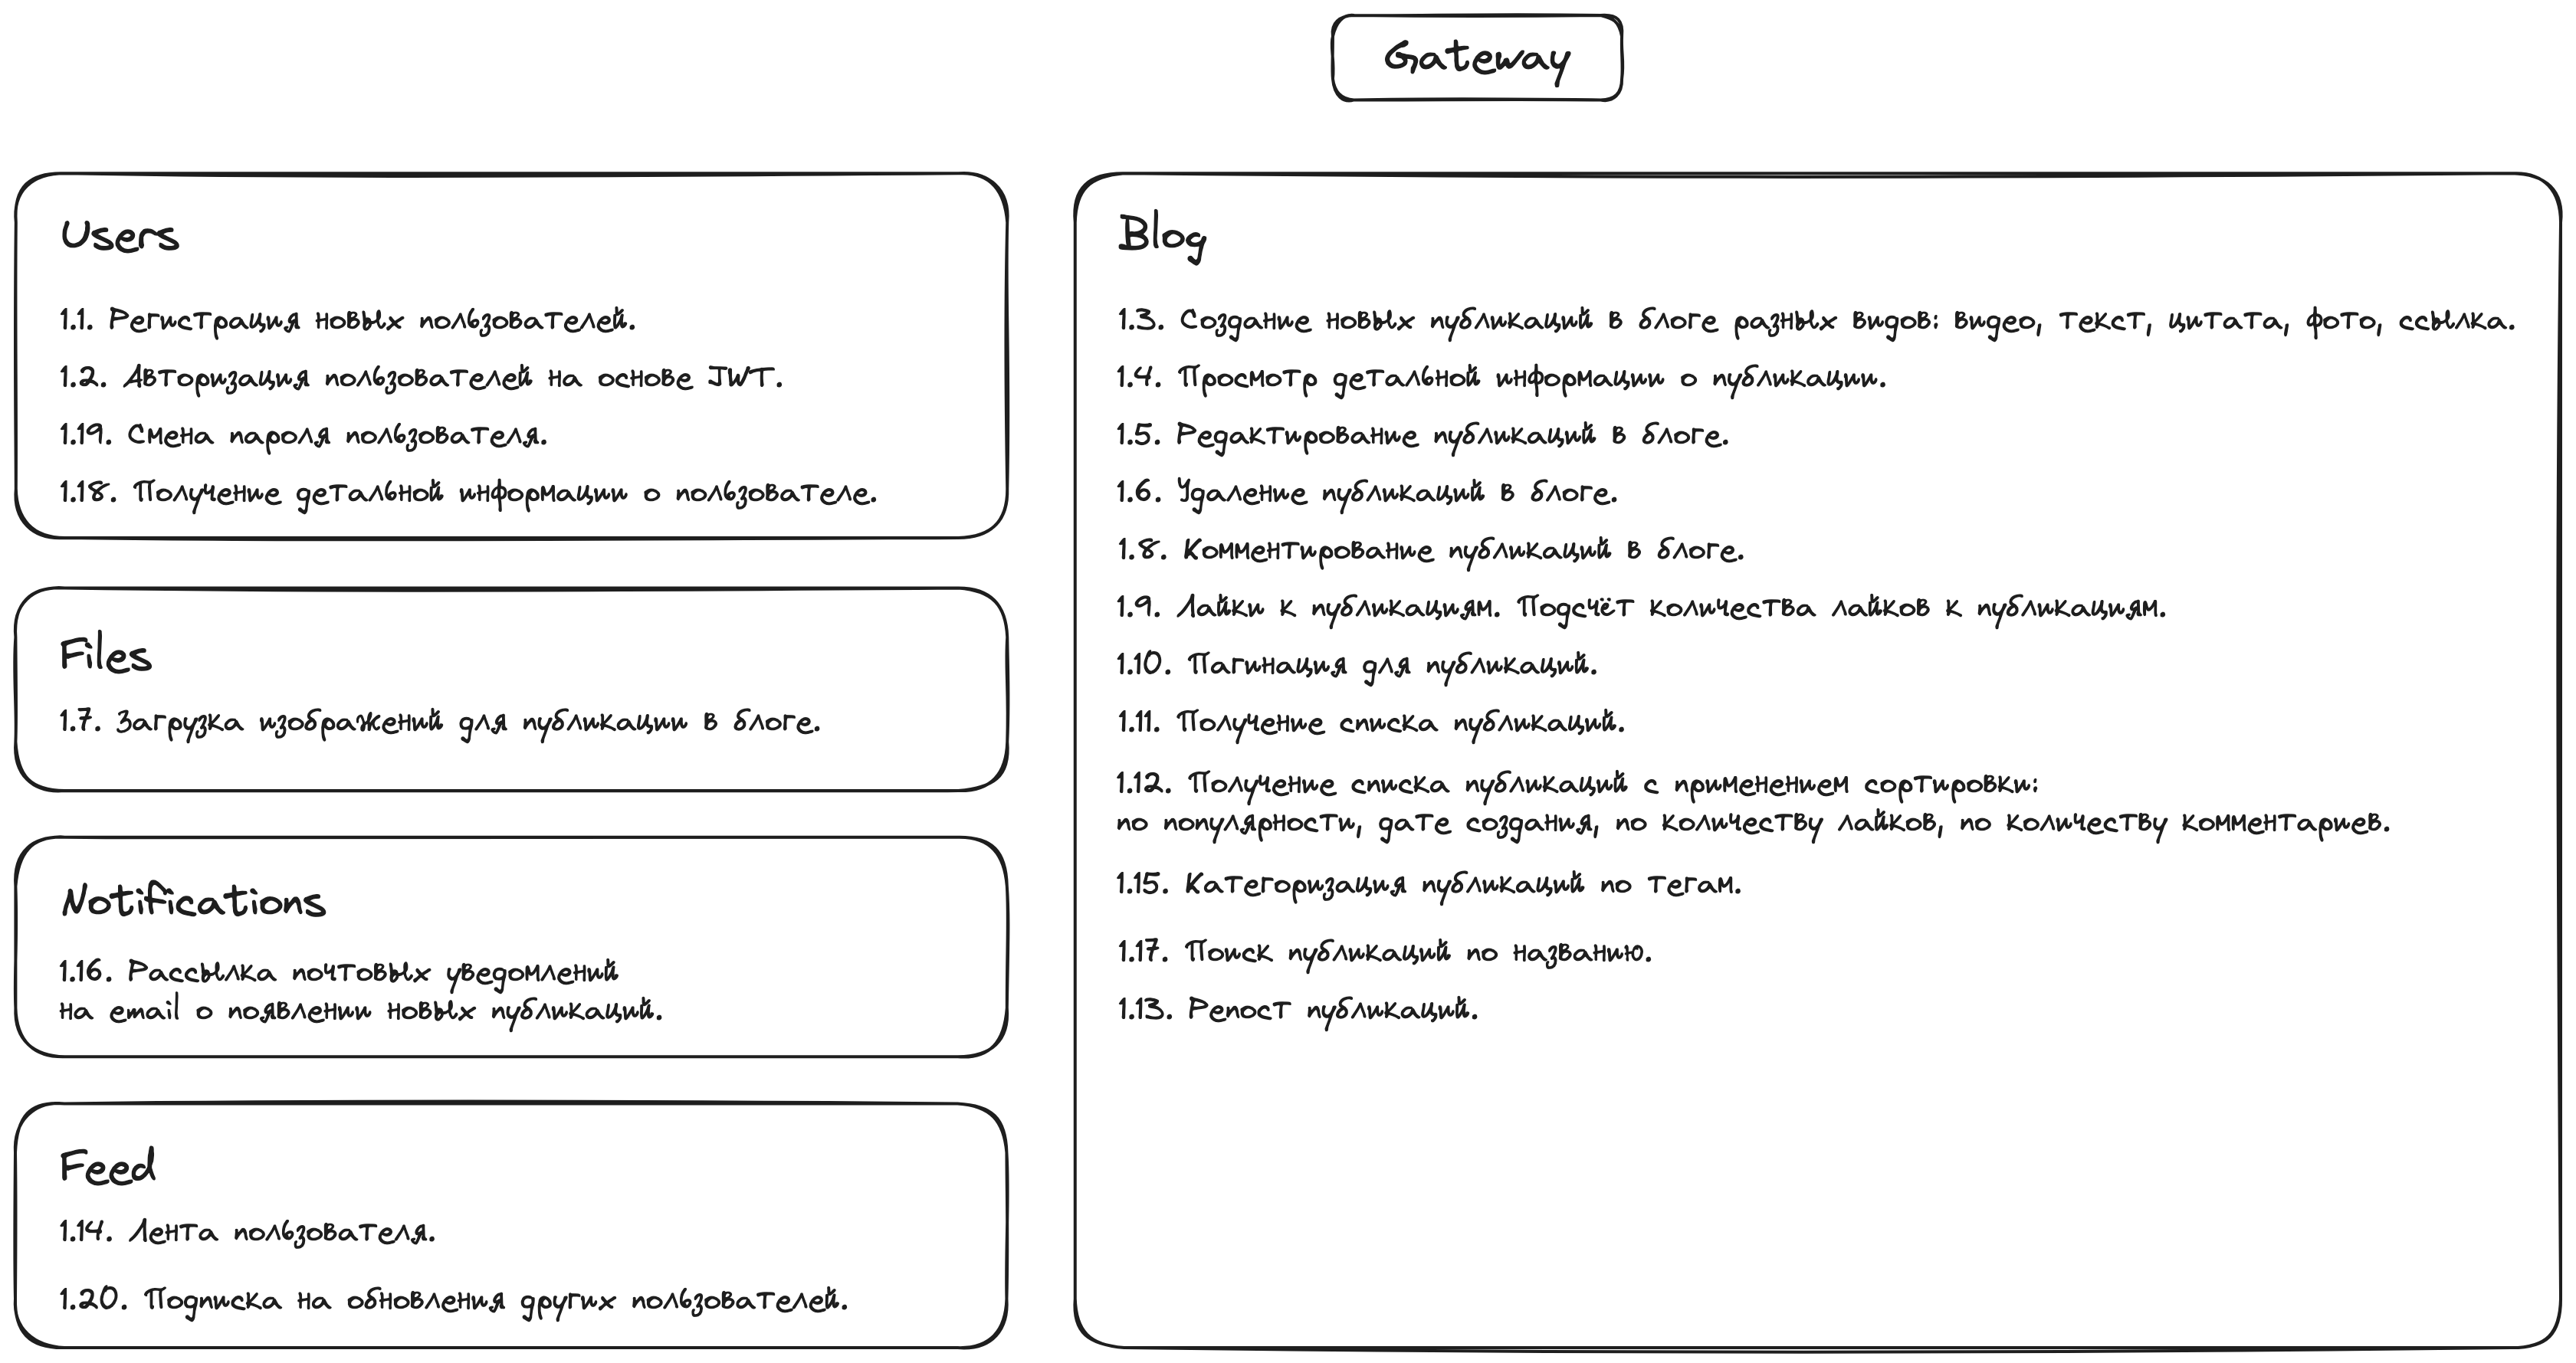 Gateway
Users
1.1. Регистрация новых пользователей.
1.2. Авторизация пользователей на основе JWT.
1.19. Смена пароля пользователя.
1.18. Получение детальной информации о пользователе.
Files
1.7. Загрузка изображений для публикации в блоге.
Notifications
1.16. Рассылка почтовых уведомлений
на email о появлении новых публикаций.
Feed
1.14. Лента пользователя.
1.20. Подписка на обновления других пользователей.
Blog
1.3. Создание новых публикаций в блоге разных видов: видео, текст, цитата, фото, ссылка.
1.4. Просмотр детальной информации о публикации.
1.5. Редактирование публикаций в блоге.
1.6. Удаление публикаций в блоге.
1.8. Комментирование публикаций в блоге.
1.9. Лайки к публикациям. Подсчёт количества лайков к публикациям.
1.10. Пагинация для публикаций.
1.11. Получение списка публикаций.
1.12. Получение списка публикаций с применением сортировки:
по популярности, дате создания, по количеству лайков, по количеству комментариев.
1.15. Категоризация публикаций по тегам.
1.17. Поиск публикаций по названию.
1.13. Репост публикаций.